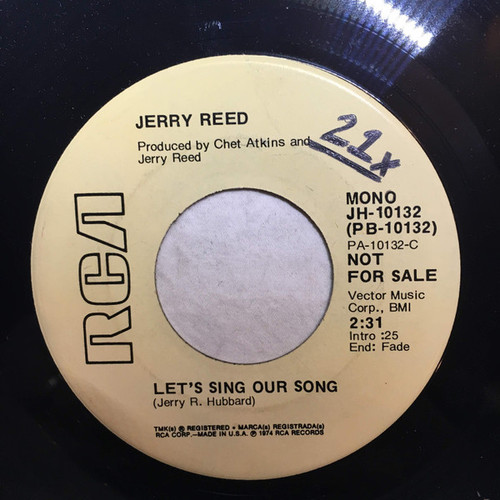 JERRY REED
Produced by Chet Atkins and
Jerry Reed
21x
MONO
JH-10132
(PB-10132)
PA-10132-C
NOT
FOR SALE
Vector Music
Corp., BMI
2:31
Intro :25
End: Fade
RCA
LET'S SING OUR SONG
(Jerry R. Hubbard)
TMK(s) ® REGISTERED • MARCA(s) REGISTRADA(s)
RCA CORP.—MADE IN U.S.A. ℗ 1974 RCA RECORDS